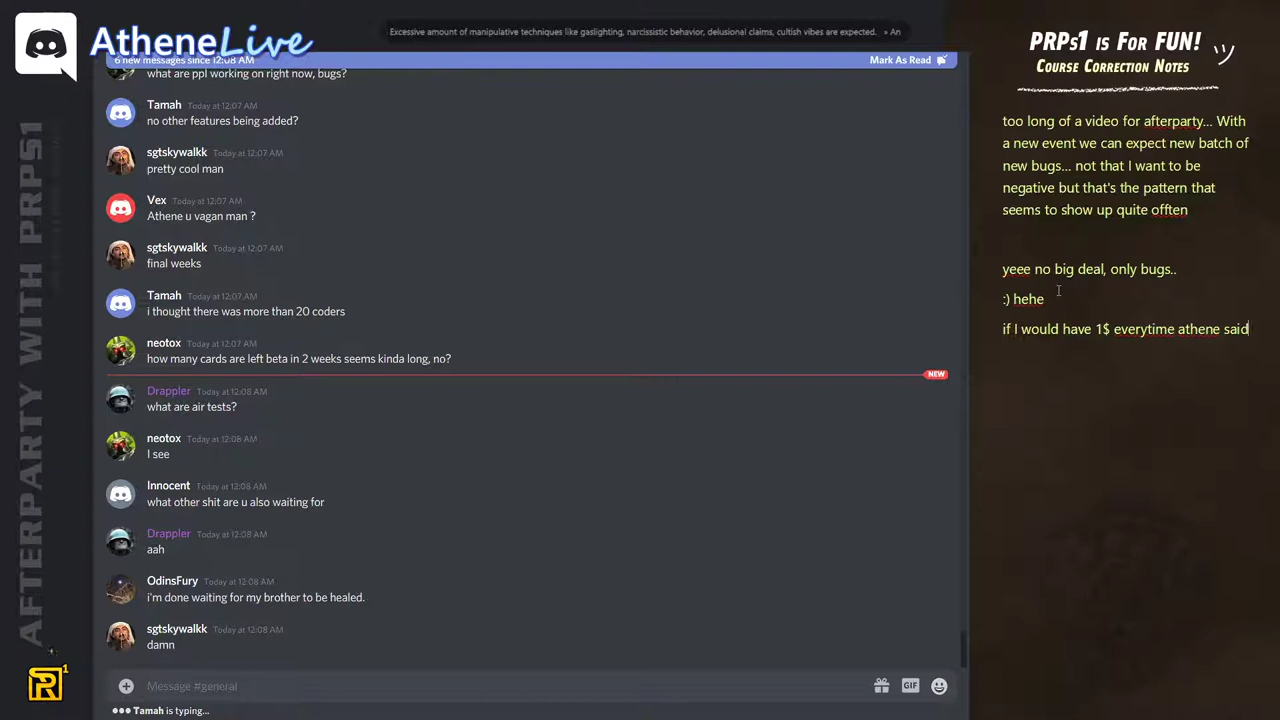 AtheneLive
Excessive amount of manipulative techniques like gaslighting, narcissistic behavior, delusional claims, cultish vibes are expected. » An
6 new messages since 12:08 AM
Mark As Read
what are ppl working on right now, bugs?
Tamah Today at 12:07 AM
no other features being added?
sgtskywalkk Today at 12:07 AM
pretty cool man
Vex Today at 12:07 AM
Athene u vagan man ?
sgtskywalkk Today at 12:07 AM
final weeks
Tamah Today at 12:07 AM
i thought there was more than 20 coders
neotox Today at 12:07 AM
how many cards are left beta in 2 weeks seems kinda long, no?
NEW
Drappler Today at 12:08 AM
what are air tests?
neotox Today at 12:08 AM
I see
Innocent Today at 12:08 AM
what other shit are u also waiting for
Drappler Today at 12:08 AM
aah
OdinsFury Today at 12:08 AM
i'm done waiting for my brother to be healed.
sgtskywalkk Today at 12:08 AM
damn
Message #general
GIF
Tamah is typing...
AFTERPARTY WITH PRPS1
R1
PRPs1 is For FUN!
Course Correction Notes
too long of a video for afterparty... With
a new event we can expect new batch of
new bugs... not that I want to be
negative but that's the pattern that
seems to show up quite offten
yeee no big deal, only bugs..
:) hehe
if I would have 1$ everytime athene said